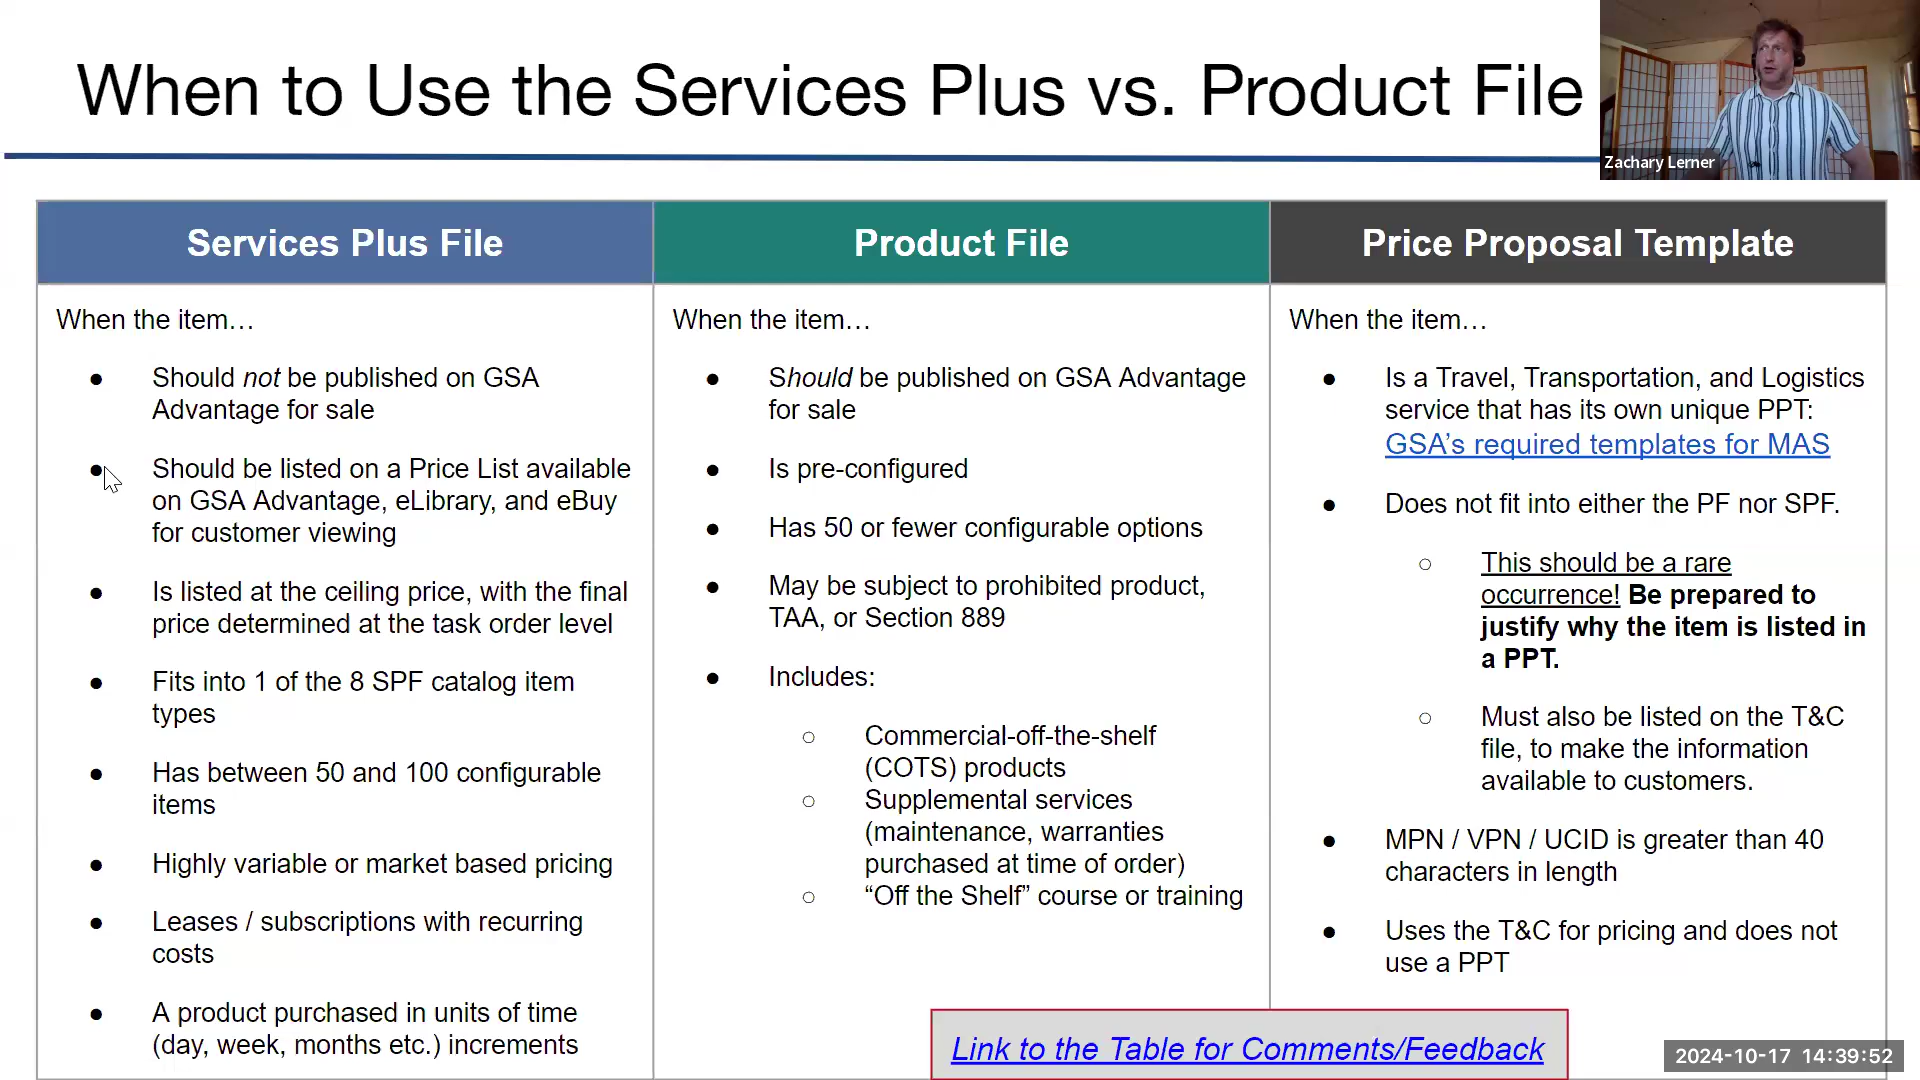 When to Use the Services Plus vs. Product File
Zachary Lerner
Services Plus File
When the item…
● Should not be published on GSA
Advantage for sale
● Should be listed on a Price List available
on GSA Advantage, eLibrary, and eBuy
for customer viewing
● Is listed at the ceiling price, with the final
price determined at the task order level
● Fits into 1 of the 8 SPF catalog item
types
● Has between 50 and 100 configurable
items
● Highly variable or market based pricing
● Leases / subscriptions with recurring
costs
● A product purchased in units of time
(day, week, months etc.) increments
Product File
When the item…
● Should be published on GSA Advantage
for sale
● Is pre-configured
● Has 50 or fewer configurable options
● May be subject to prohibited product,
TAA, or Section 889
● Includes:
○ Commercial-off-the-shelf
(COTS) products
○ Supplemental services
(maintenance, warranties
purchased at time of order)
○ “Off the Shelf” course or training
Price Proposal Template
When the item…
● Is a Travel, Transportation, and Logistics
service that has its own unique PPT:
GSA’s required templates for MAS
● Does not fit into either the PF nor SPF.
○ This should be a rare
occurrence! Be prepared to
justify why the item is listed in
a PPT.
○ Must also be listed on the T&C
file, to make the information
available to customers.
● MPN / VPN / UCID is greater than 40
characters in length
● Uses the T&C for pricing and does not
use a PPT
Link to the Table for Comments/Feedback
2024-10-17 14:39:52